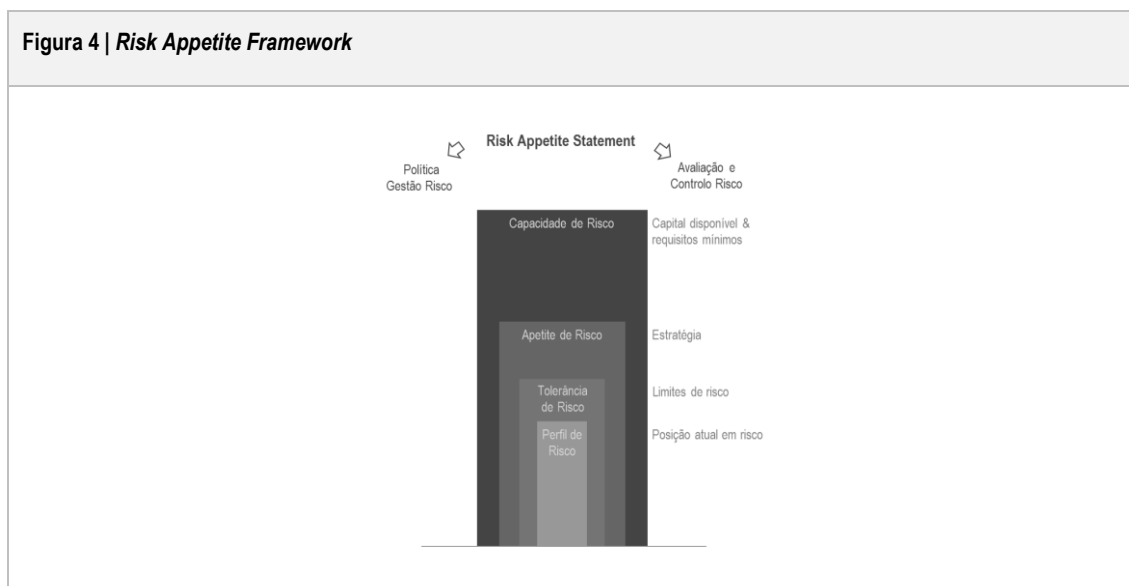 Figura 4 | Risk Appetite Framework
Risk Appetite Statement
Política
Gestão Risco
Avaliação e
Controlo Risco
Capacidade de Risco
Capital disponível &
requisitos mínimos
Apetite de Risco
Estratégia
Tolerância
de Risco
Limites de risco
Perfil de
Risco
Posição atual em risco